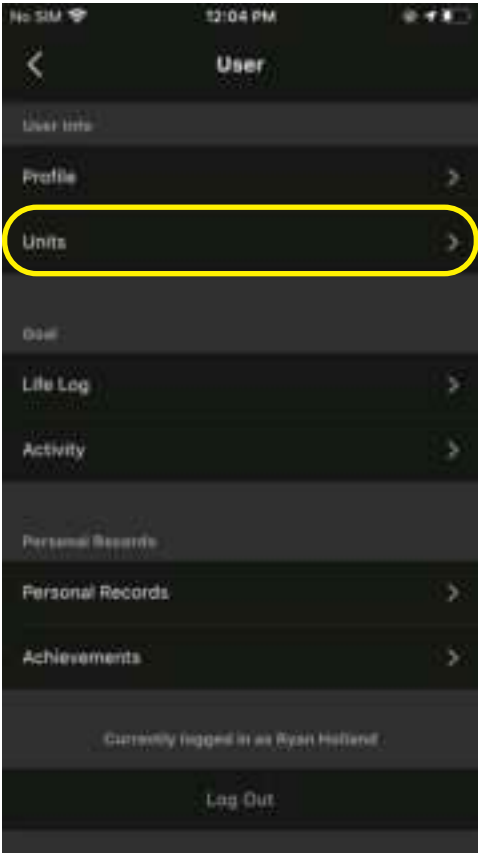 No SIM 12:04 PM
User
User Info
Profile
Units
Goal
Life Log
Activity
Personal Records
Personal Records
Achievements
Currently logged in as Ryan Holland
Log Out